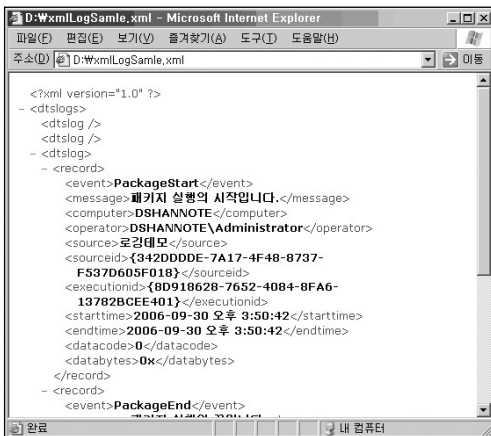 D:\xmlLogSamle.xml - Microsoft Internet Explorer
파일(F) 편집(E) 보기(V) 즐겨찾기(A) 도구(T) 도움말(H)
주소(D) D:\xmlLogSamle.xml 이동
<?xml version="1.0" ?>
- <dtslogs>
<dtslog />
<dtslog />
- <dtslog>
- <record>
<event>PackageStart</event>
<message>패키지 실행의 시작입니다.</message>
<computer>DSHANNOTE</computer>
<operator>DSHANNOTE\Administrator</operator>
<source>로깅데모</source>
<sourceid>{342DDDDE-7A17-4F48-8737-
F537D605F018}</sourceid>
<executionid>{8D918628-7652-4084-8FA6-
13782BCEE401}</executionid>
<starttime>2006-09-30 오후 3:50:42</starttime>
<endtime>2006-09-30 오후 3:50:42</endtime>
<datacode>0</datacode>
<databytes>0x</databytes>
</record>
- <record>
<event>PackageEnd</event>
완료 내 컴퓨터